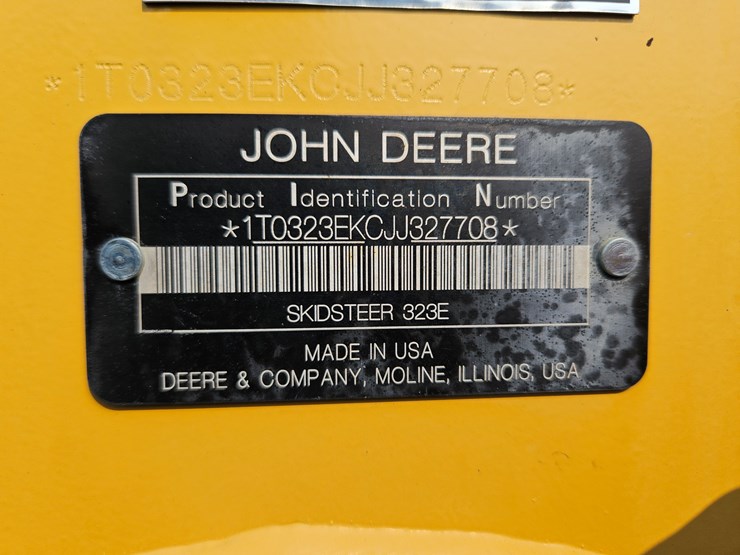 *1T0323EKCJJ327708*
JOHN DEERE
Product Identification Number
*1T0323EKCJJ327708*
SKIDSTEER 323E
MADE IN USA
DEERE & COMPANY, MOLINE, ILLINOIS, USA